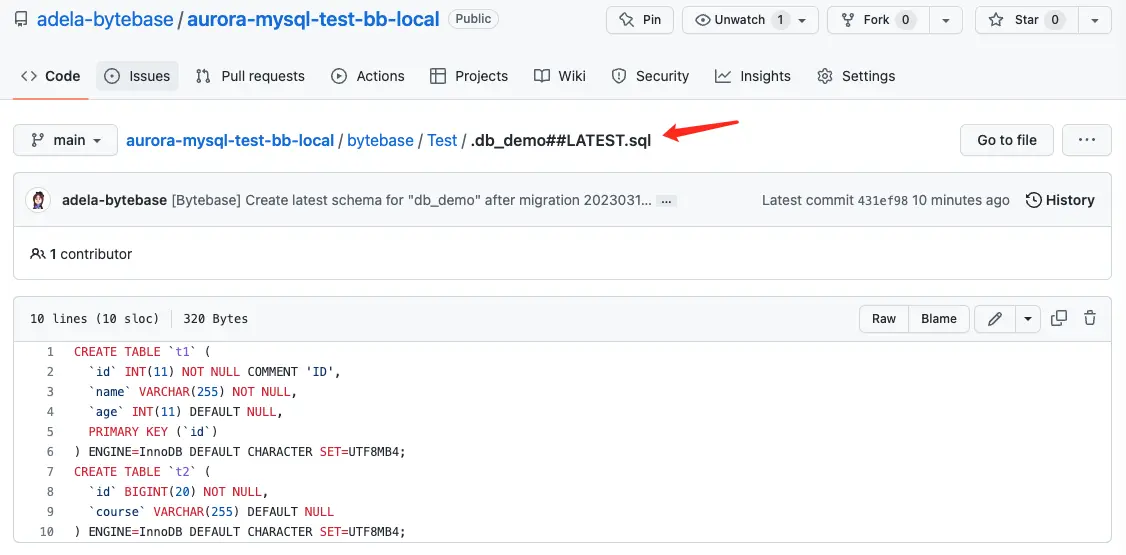 adela-bytebase / aurora-mysql-test-bb-local Public Pin Unwatch 1 Fork 0 Star 0
Code Issues Pull requests Actions Projects Wiki Security Insights Settings
main aurora-mysql-test-bb-local / bytebase / Test / .db_demo##LATEST.sql Go to file ...
adela-bytebase [Bytebase] Create latest schema for "db_demo" after migration 2023031... ... Latest commit 431ef98 10 minutes ago History
1 contributor
10 lines (10 sloc) 320 Bytes Raw Blame
1 CREATE TABLE `t1` (
2 `id` INT(11) NOT NULL COMMENT 'ID',
3 `name` VARCHAR(255) NOT NULL,
4 `age` INT(11) DEFAULT NULL,
5 PRIMARY KEY (`id`)
6 ) ENGINE=InnoDB DEFAULT CHARACTER SET=UTF8MB4;
7 CREATE TABLE `t2` (
8 `id` BIGINT(20) NOT NULL,
9 `course` VARCHAR(255) DEFAULT NULL
10 ) ENGINE=InnoDB DEFAULT CHARACTER SET=UTF8MB4;